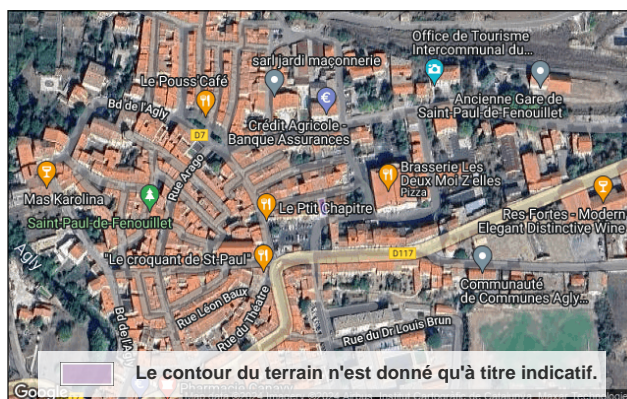 Office de Tourisme
Intercommunal du...
sarl jardi maçonnerie
Le Pouss'Café
Bd de l'Agly
D7
Crédit Agricole -
Banque Assurances
Ancienne Gare de
Saint-Paul-de-Fenouillet
Rue Arago
Brasserie Les
Deux Moi Z'elles
Pizza
Mas Karolina
Saint-Paul-de-Fenouillet
Le Ptit Chapitre
Res Fortes - Modern
Elegant Distinctive Wine
Agly
"Le croquant de St-Paul"
D117
Communauté
de Communes Agly...
Rue Léon Baux
Rue du Théatre
Bd de l'Agly
Rue du Dr Louis Brun
Le contour du terrain n'est donné qu'à titre indicatif.
Google
Pharmacie Canavy